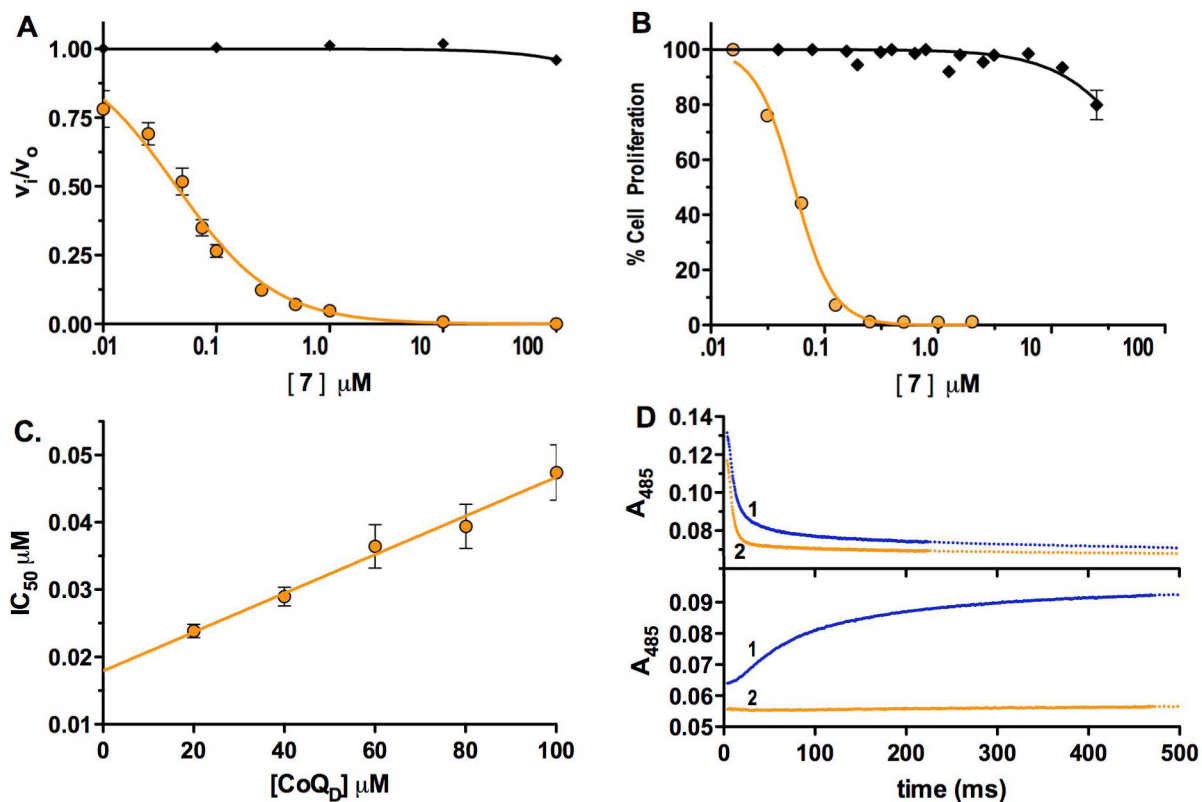 A
1.00
0.75
0.50
0.25
0.00
v_i/v_o
.01 0.1 1.0 10 100
[ 7 ] μM
B
100
80
60
40
20
0
% Cell Proliferation
.01 0.1 1.0 10 100
[ 7 ] μM
C.
0.05
0.04
0.03
0.02
0.01
IC50 μM
0 20 40 60 80 100
[CoQD] μM
D
0.14
0.12
0.10
0.08
A485
1
2
0.09
0.08
0.07
0.06
0.05
A485
1
2
0 100 200 300 400 500
time (ms)